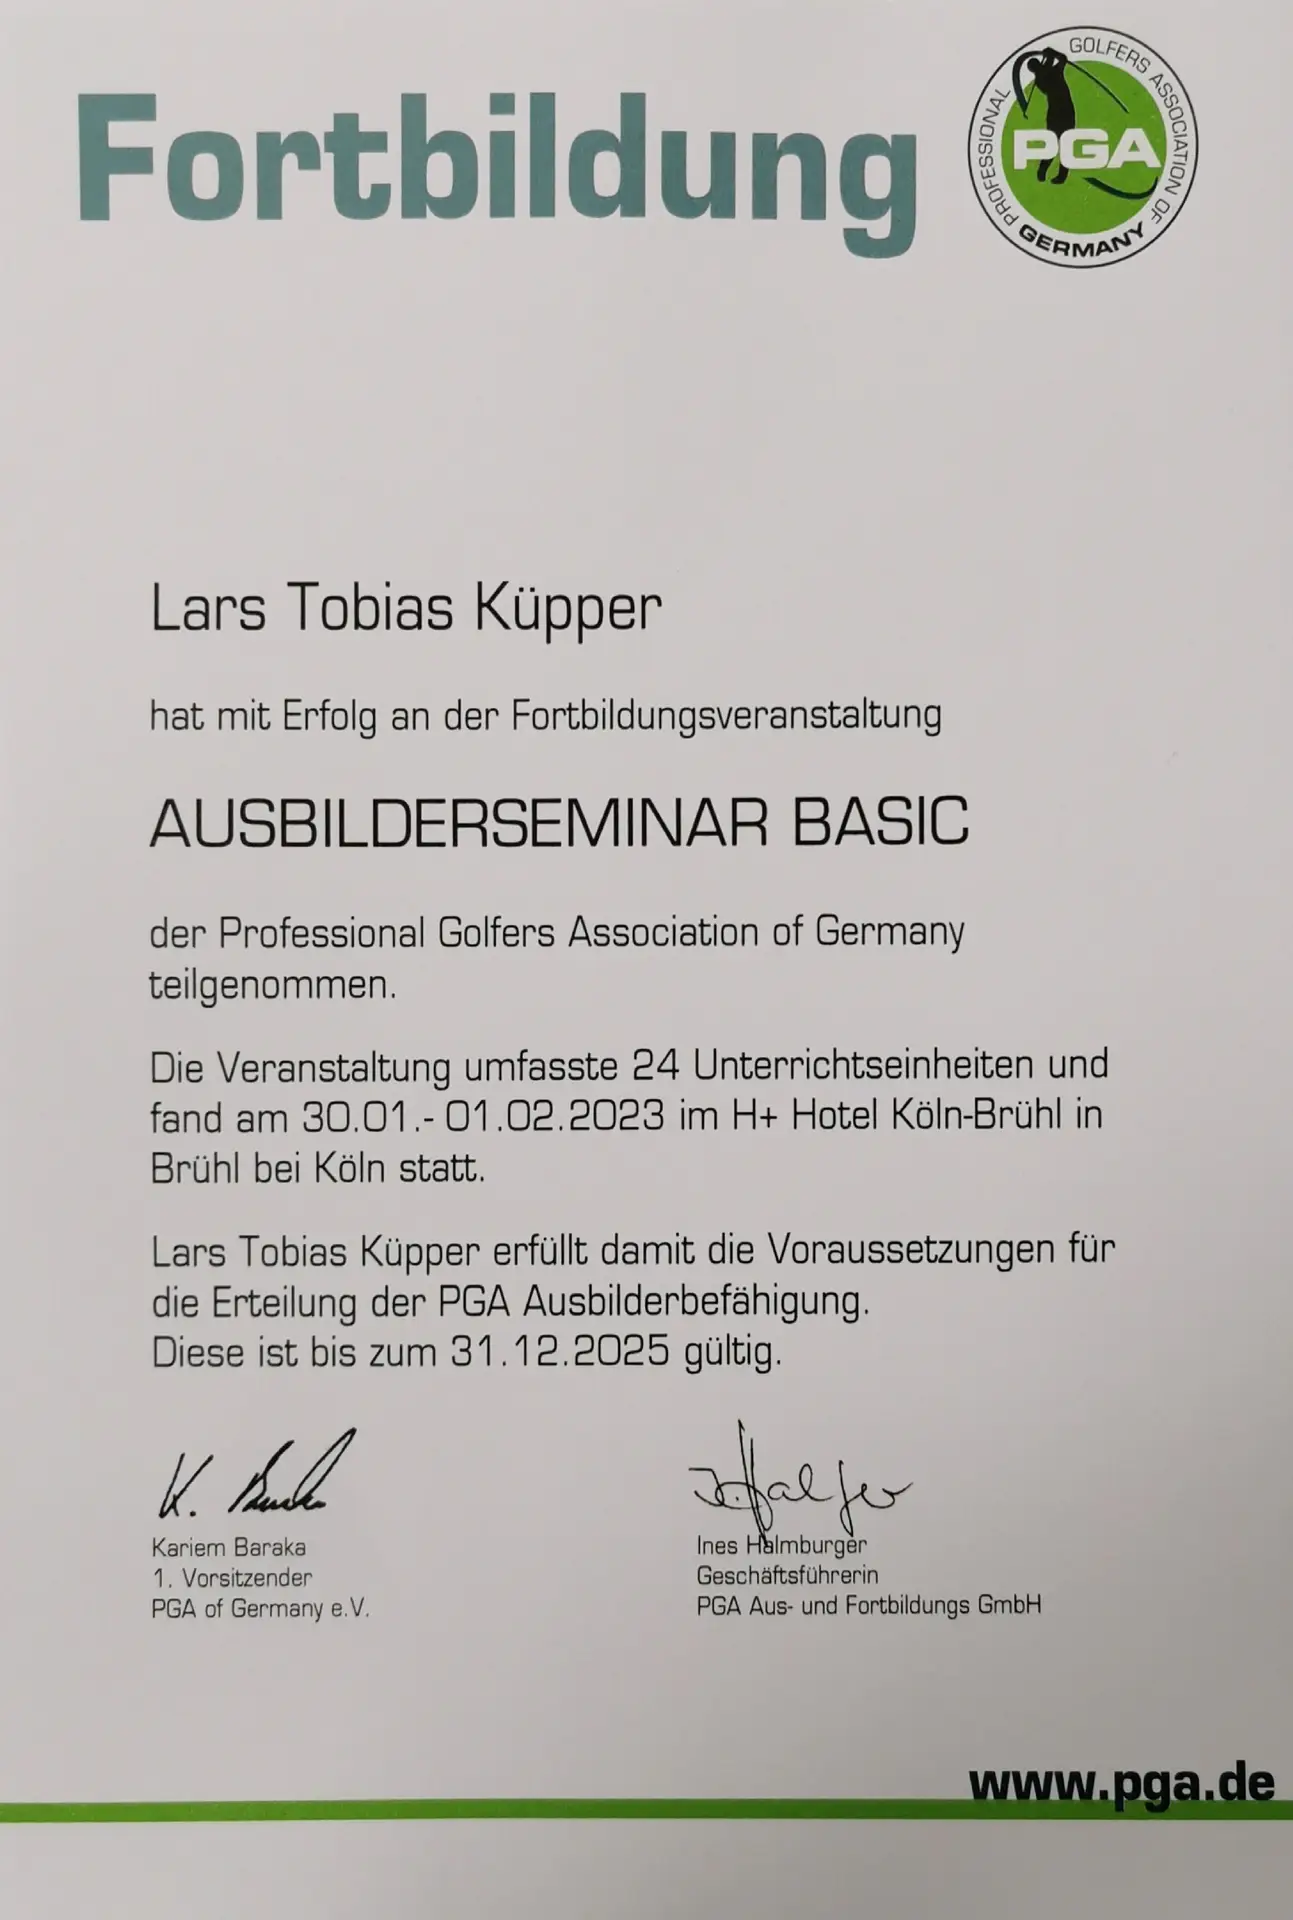 Fortbildung
PROFESSIONAL GOLFERS ASSOCIATION OF
GERMANY
PGA
Lars Tobias Küpper
hat mit Erfolg an der Fortbildungsveranstaltung
AUSBILDERSEMINAR BASIC
der Professional Golfers Association of Germany
teilgenommen.
Die Veranstaltung umfasste 24 Unterrichtseinheiten und
fand am 30.01.- 01.02.2023 im H+ Hotel Köln-Brühl in
Brühl bei Köln statt.
Lars Tobias Küpper erfüllt damit die Voraussetzungen für
die Erteilung der PGA Ausbilderbefähigung.
Diese ist bis zum 31.12.2025 gültig.
Kariem Baraka
1. Vorsitzender
PGA of Germany e.V.
Ines Halmburger
Geschäftsführerin
PGA Aus- und Fortbildungs GmbH
www.pga.de